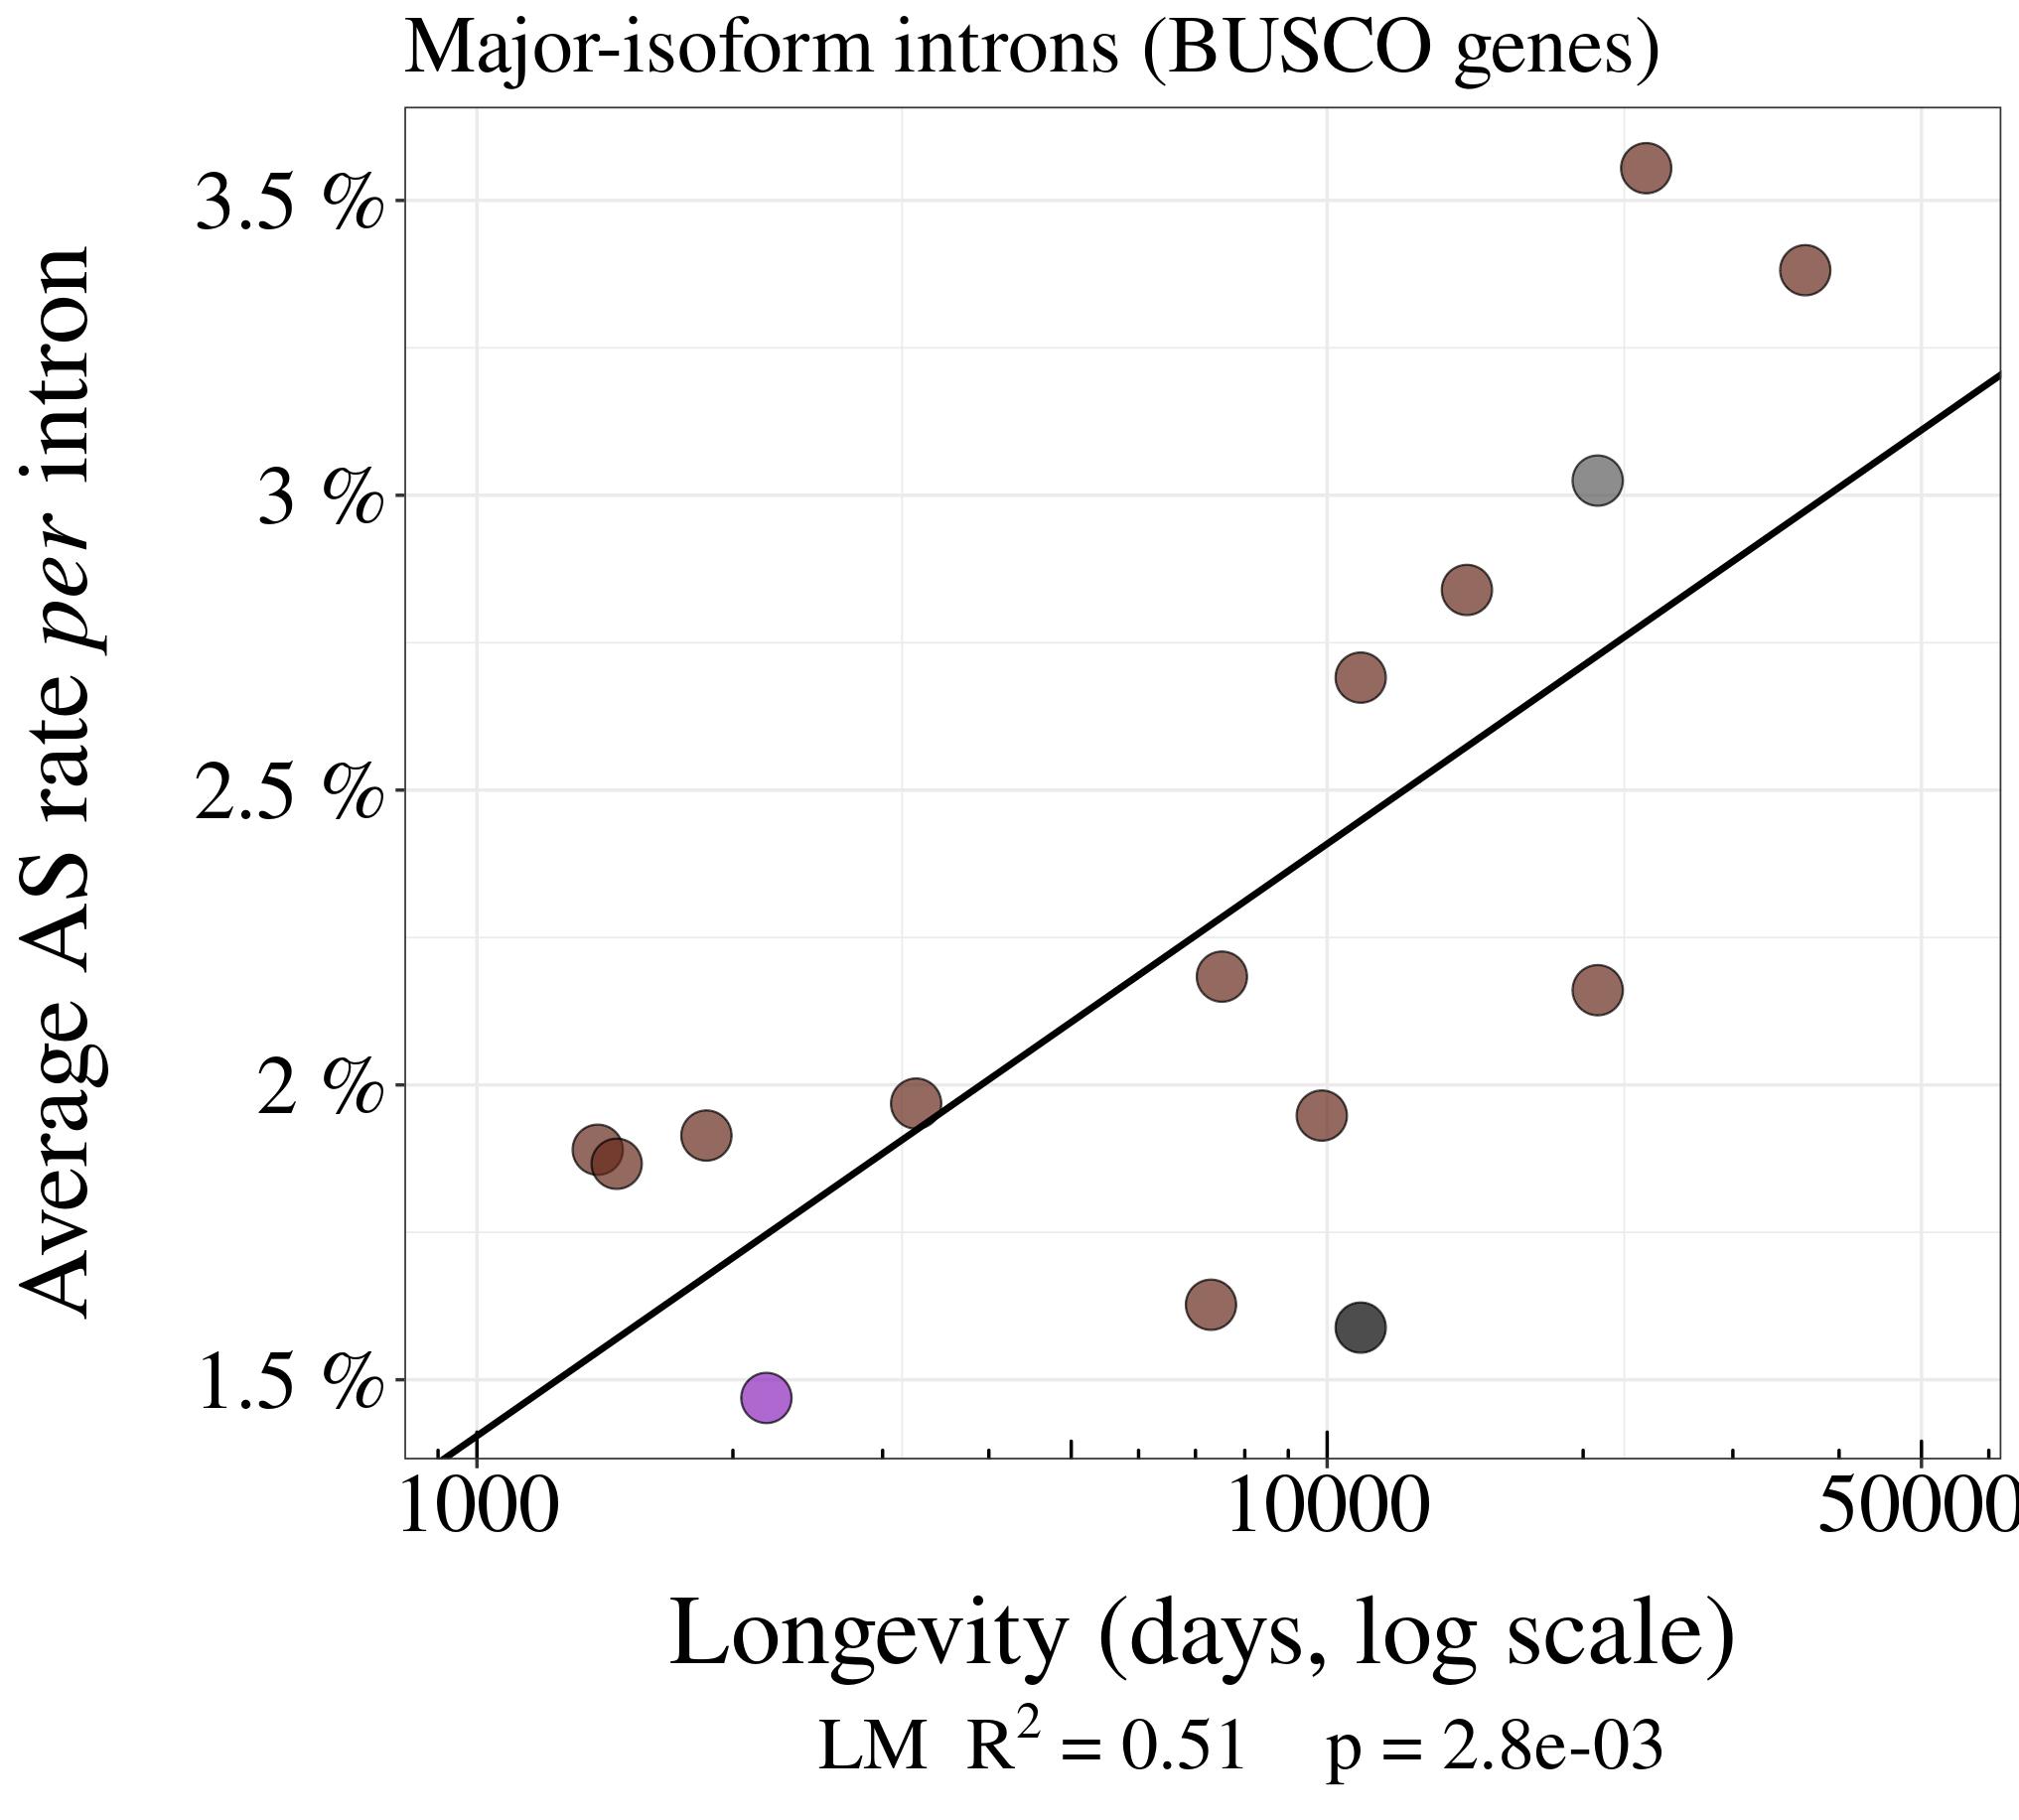 Major-isoform introns (BUSCO genes)
Average AS rate per intron
3.5 %
3 %
2.5 %
2 %
1.5 %
1000 10000 50000
Longevity (days, log scale)
LM R² = 0.51 p = 2.8e-03